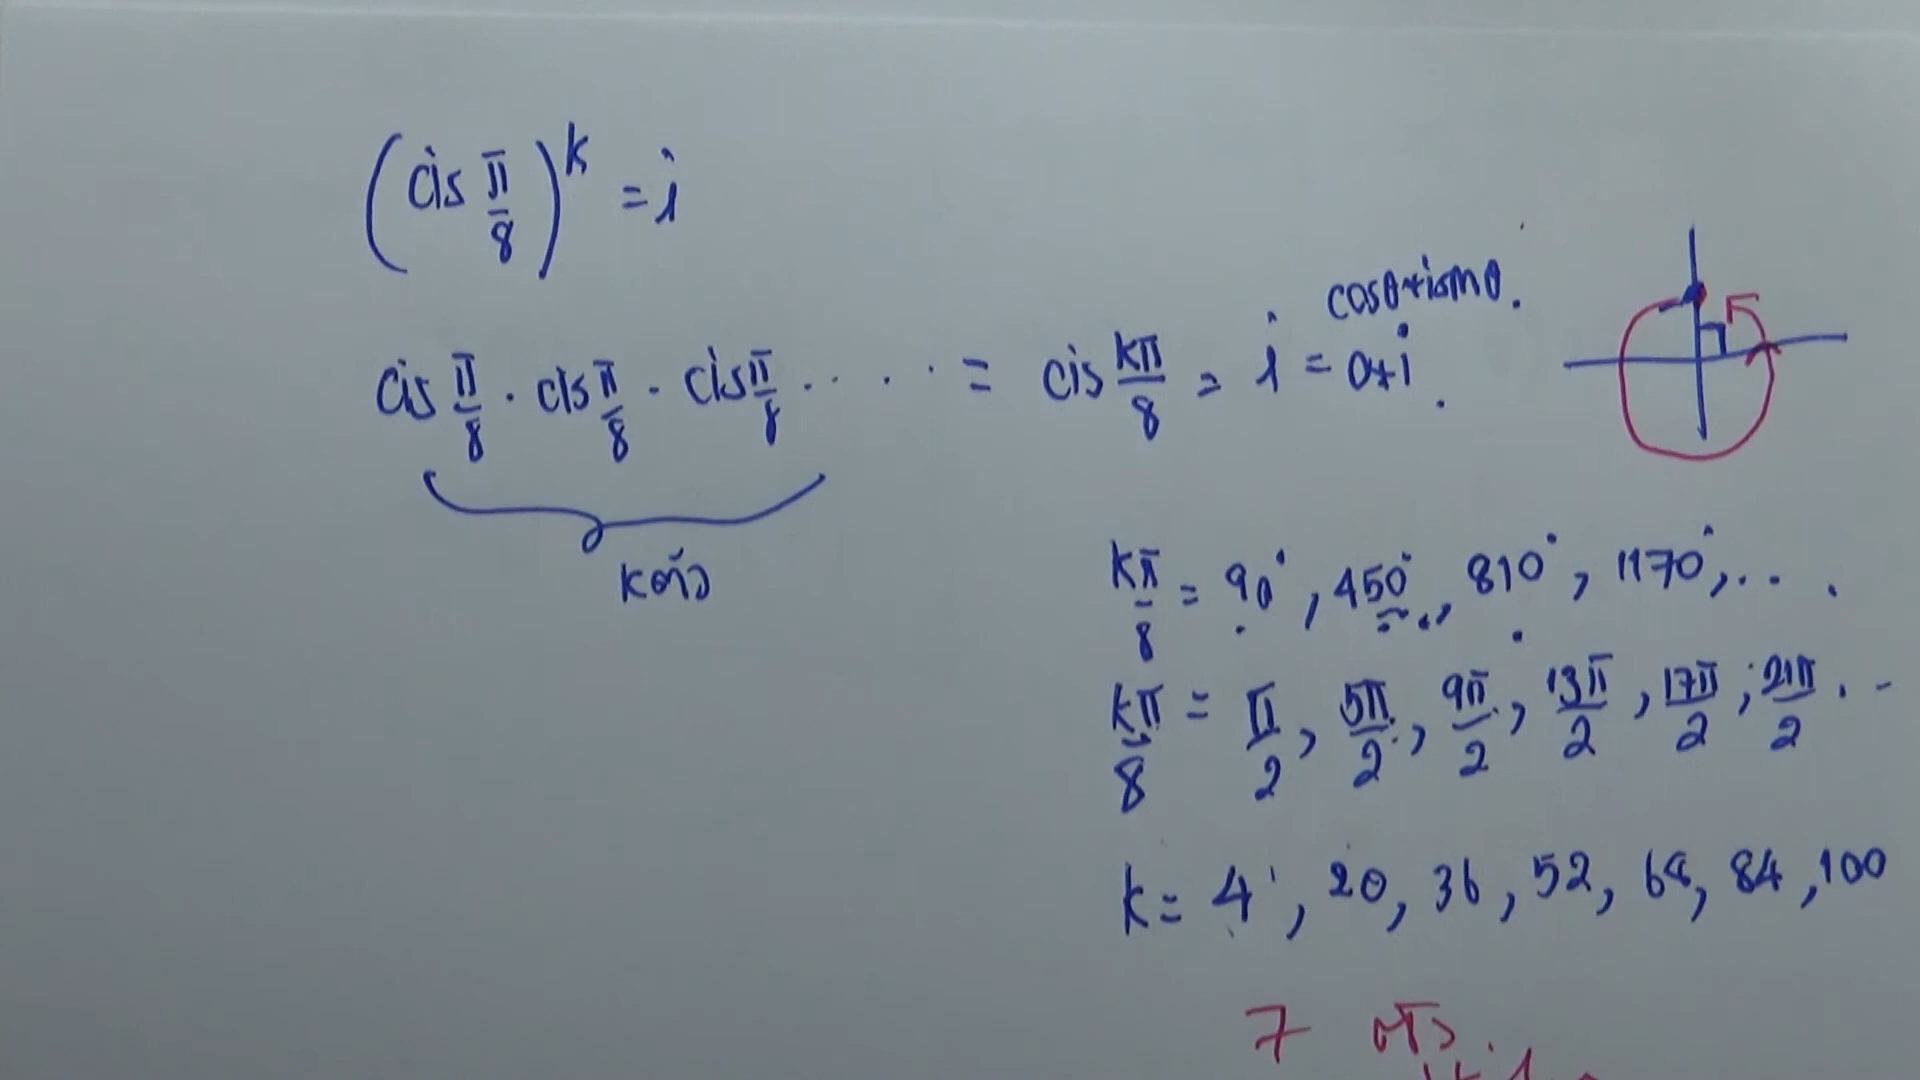 (cis π/8)^k = i
cosθ+isinθ.
cis π/8 · cis π/8 · cis π/8 ..... = cis kπ/8 = i = 0+i.
kตัว
kπ/8 = 90°, 450°, 810°, 1170°, ...
kπ/8 = π/2, 5π/2, 9π/2, 13π/2, 17π/2, 21π/2 ..
k = 4, 20, 36, 52, 68, 84, 100
7